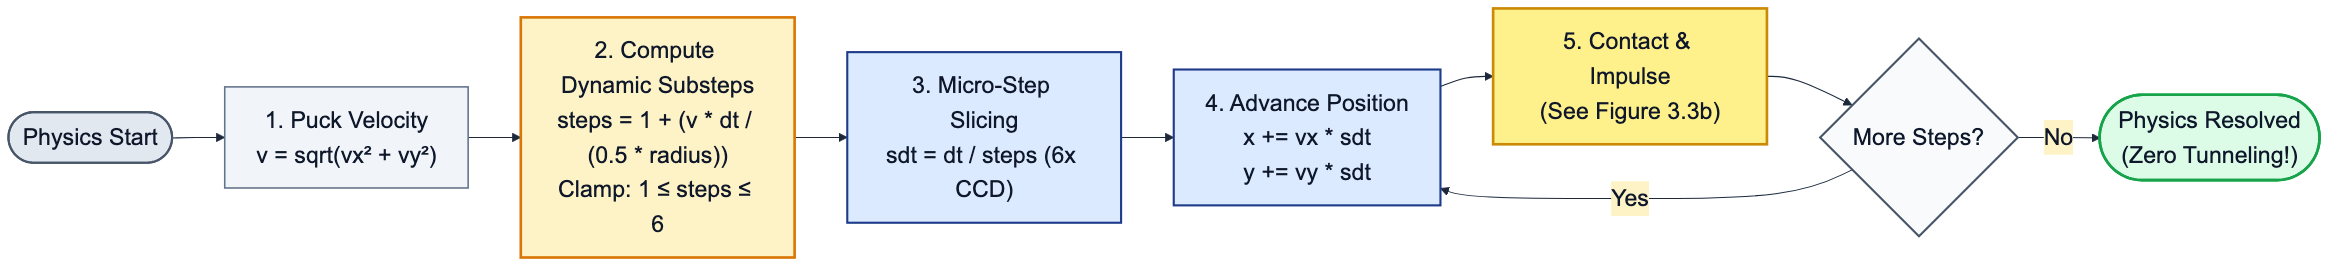 Physics Start
1. Puck Velocity
v = sqrt(vx² + vy²)
2. Compute
Dynamic Substeps
steps = 1 + (v * dt /
(0.5 * radius))
Clamp: 1 ≤ steps ≤
6
3. Micro-Step
Slicing
sdt = dt / steps (6x
CCD)
4. Advance Position
x += vx * sdt
y += vy * sdt
5. Contact &
Impulse
(See Figure 3.3b)
More Steps?
Yes
No
Physics Resolved
(Zero Tunneling!)